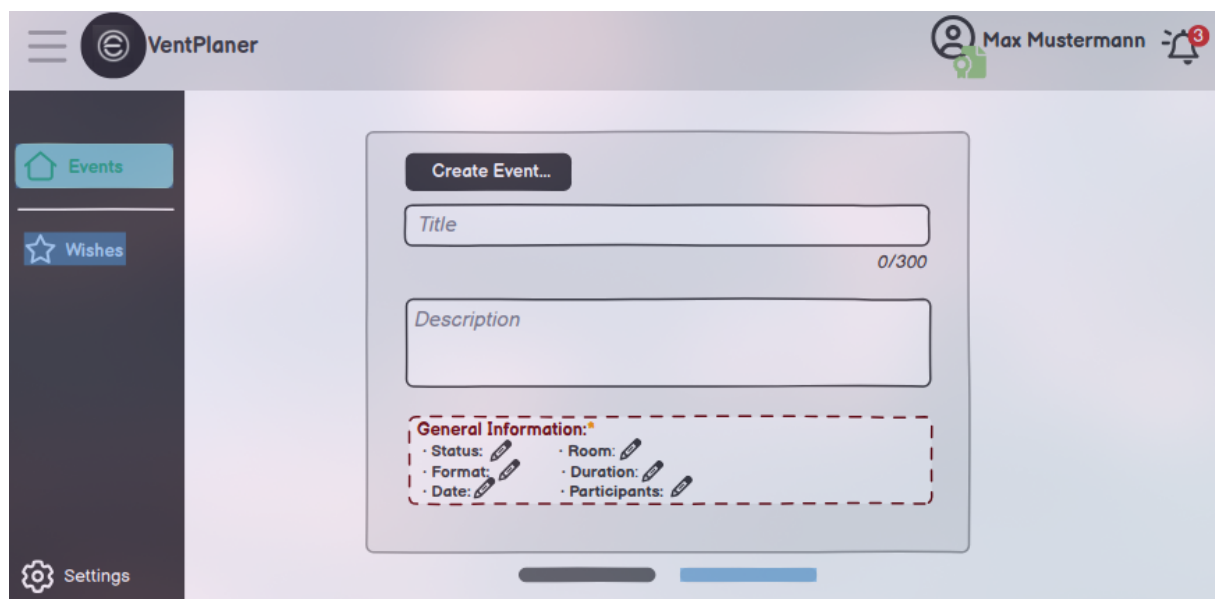 VentPlaner
Max Mustermann
3
Events
Wishes
Settings
Create Event...
Title
0/300
Description
General Information:*
· Status:
· Room:
· Format:
· Duration:
· Date:
· Participants: